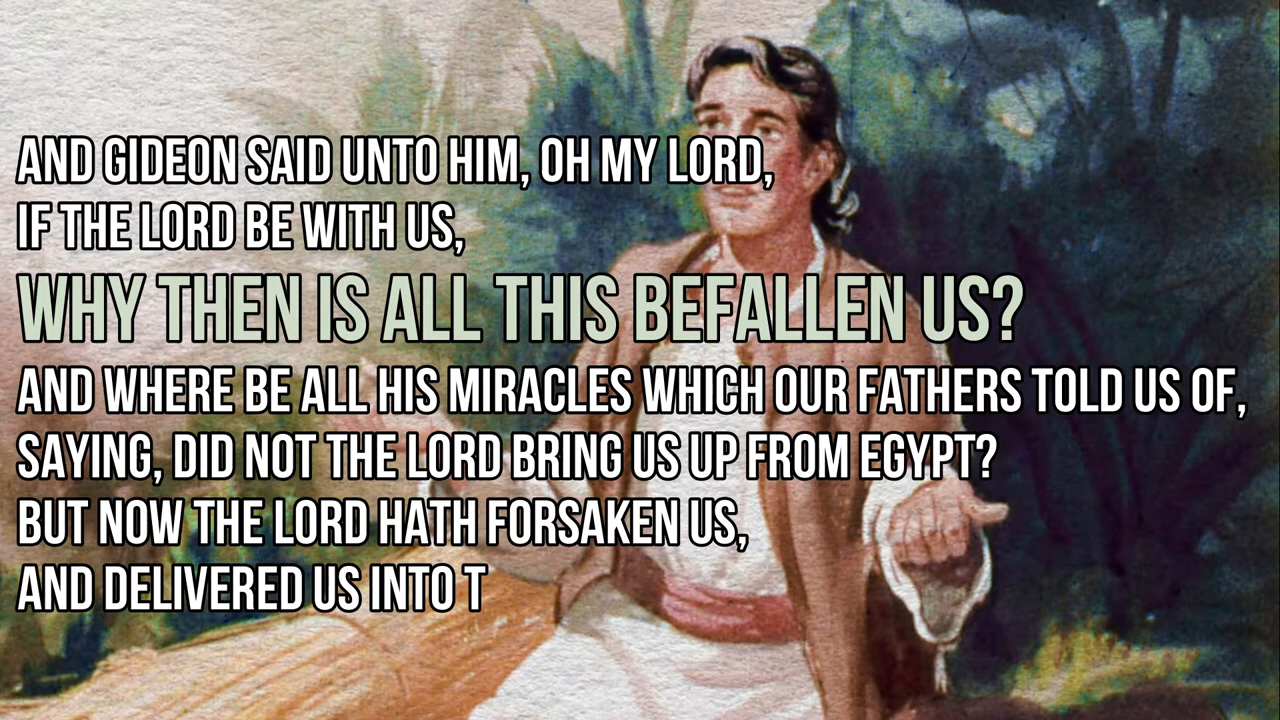 AND GIDEON SAID UNTO HIM, OH MY LORD,
IF THE LORD BE WITH US,
WHY THEN IS ALL THIS BEFALLEN US?
AND WHERE BE ALL HIS MIRACLES WHICH OUR FATHERS TOLD US OF,
SAYING, DID NOT THE LORD BRING US UP FROM EGYPT?
BUT NOW THE LORD HATH FORSAKEN US,
AND DELIVERED US INTO T